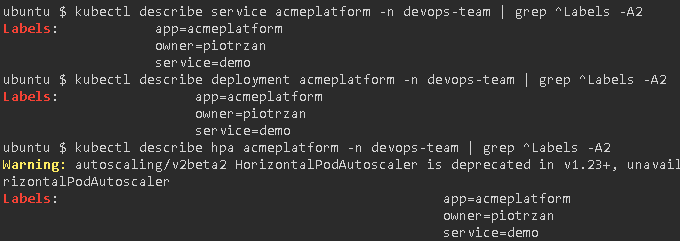 ubuntu $ kubectl describe service acmeplatform -n devops-team | grep ^Labels -A2
Labels: app=acmeplatform
owner=piotrzan
service=demo
ubuntu $ kubectl describe deployment acmeplatform -n devops-team | grep ^Labels -A2
Labels: app=acmeplatform
owner=piotrzan
service=demo
ubuntu $ kubectl describe hpa acmeplatform -n devops-team | grep ^Labels -A2
Warning: autoscaling/v2beta2 HorizontalPodAutoscaler is deprecated in v1.23+, unavail
rizontalPodAutoscaler
Labels: app=acmeplatform
owner=piotrzan
service=demo